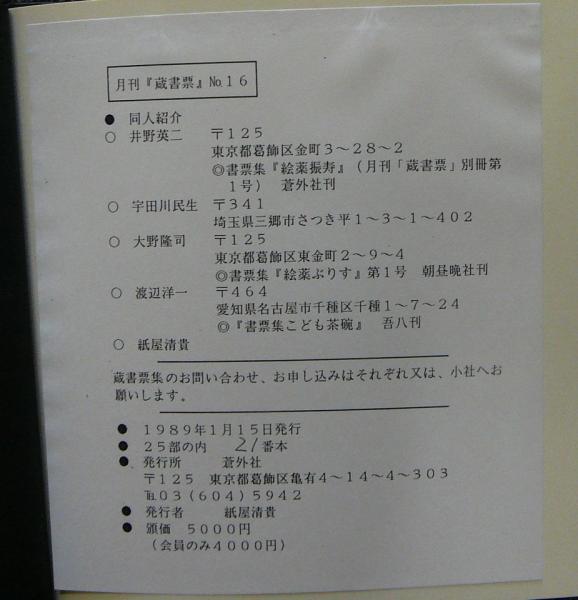 月刊『蔵書票』No.16
● 同人紹介
○ 井野英二 〒125
東京都葛飾区金町3～28～2
◎書票集『絵薬振寿』（月刊「蔵書票」別冊第
1号） 蒼外社刊
○ 宇田川民生 〒341
埼玉県三郷市さつき平1～3～1～402
○ 大野隆司 〒125
東京都葛飾区東金町2～9～4
◎書票集『絵薬ぶりす』第1号 朝昼晩社刊
○ 渡辺洋一 〒464
愛知県名古屋市千種区千種1～7～24
◎『書票集こども茶碗』 吾八刊
○ 紙屋清貴
蔵書票集のお問い合わせ、お申し込みはそれぞれ又は、小社へお
願いします。
● 1989年1月15日発行
● 25部の内 21番本
● 発行所 蒼外社
〒125 東京都葛飾区亀有4～14～4～303
℡03（604）5942
● 発行者 紙屋清貴
● 頒価 5000円
（会員のみ4000円）